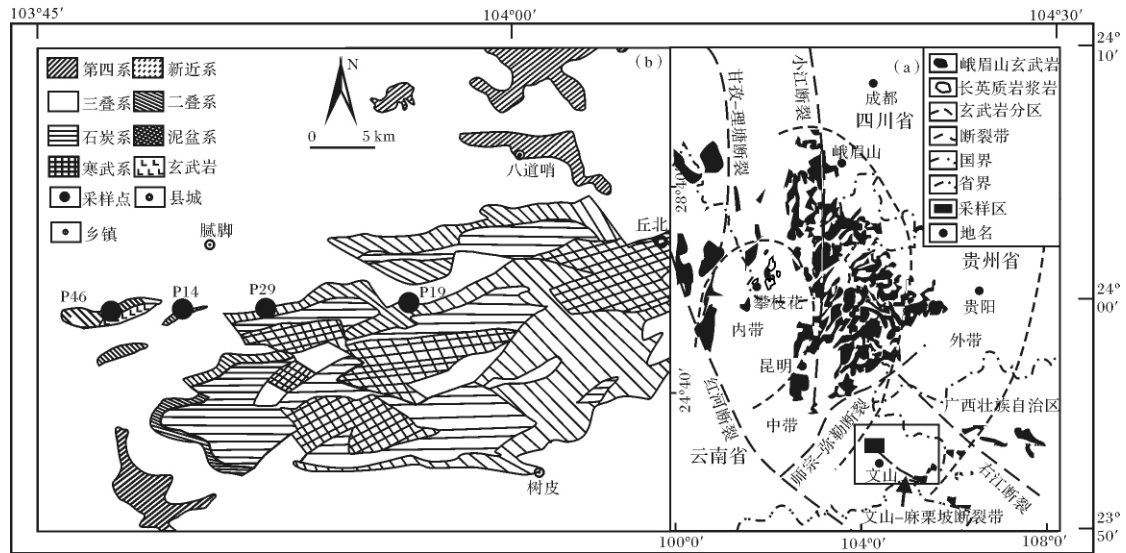 103°45′
104°00′
104°30′
24°
10′
24°
00′
23°
50′
(b)
第四系
新近系
三叠系
二叠系
石炭系
泥盆系
寒武系
玄武岩
采样点
县城
乡镇
N
0 5 km
八道哨
腻脚
丘北
P46
P14
P29
P19
树皮
(a)
峨眉山玄武岩
长英质岩浆岩
玄武岩分区
断裂带
国界
省界
采样区
地名
甘孜-理塘断裂
小江断裂
成都
四川省
峨眉山
28°40′
贵州省
贵阳
攀枝花
内带
外带
昆明
24°40′
红河断裂
中带
师宗-弥勒断裂
广西壮族自治区
云南省
文山
右江断裂
文山-麻栗坡断裂带
100°0′
104°0′
108°0′